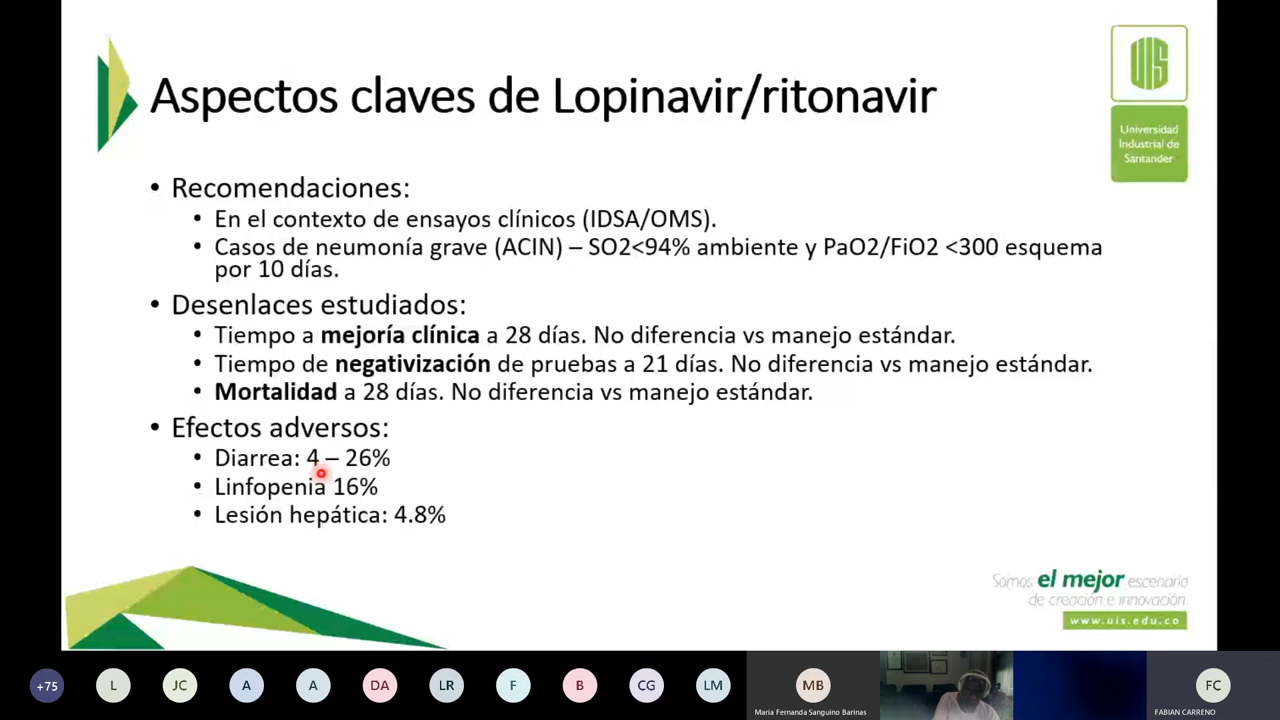 Aspectos claves de Lopinavir/ritonavir
UIS
Universidad
Industrial de
Santander
• Recomendaciones:
• En el contexto de ensayos clínicos (IDSA/OMS).
• Casos de neumonía grave (ACIN) – SO2<94% ambiente y PaO2/FiO2 <300 esquema
por 10 días.
• Desenlaces estudiados:
• Tiempo a mejoría clínica a 28 días. No diferencia vs manejo estándar.
• Tiempo de negativización de pruebas a 21 días. No diferencia vs manejo estándar.
• Mortalidad a 28 días. No diferencia vs manejo estándar.
• Efectos adversos:
• Diarrea: 4 – 26%
• Linfopenia 16%
• Lesión hepática: 4.8%
Somos el mejor escenario
de creación e innovación.
www.uis.edu.co
+75
L
JC
A
A
DA
LR
F
B
CG
LM
MB
FC
Maria Fernanda Sanguino Barinas
FABIAN CARRENO